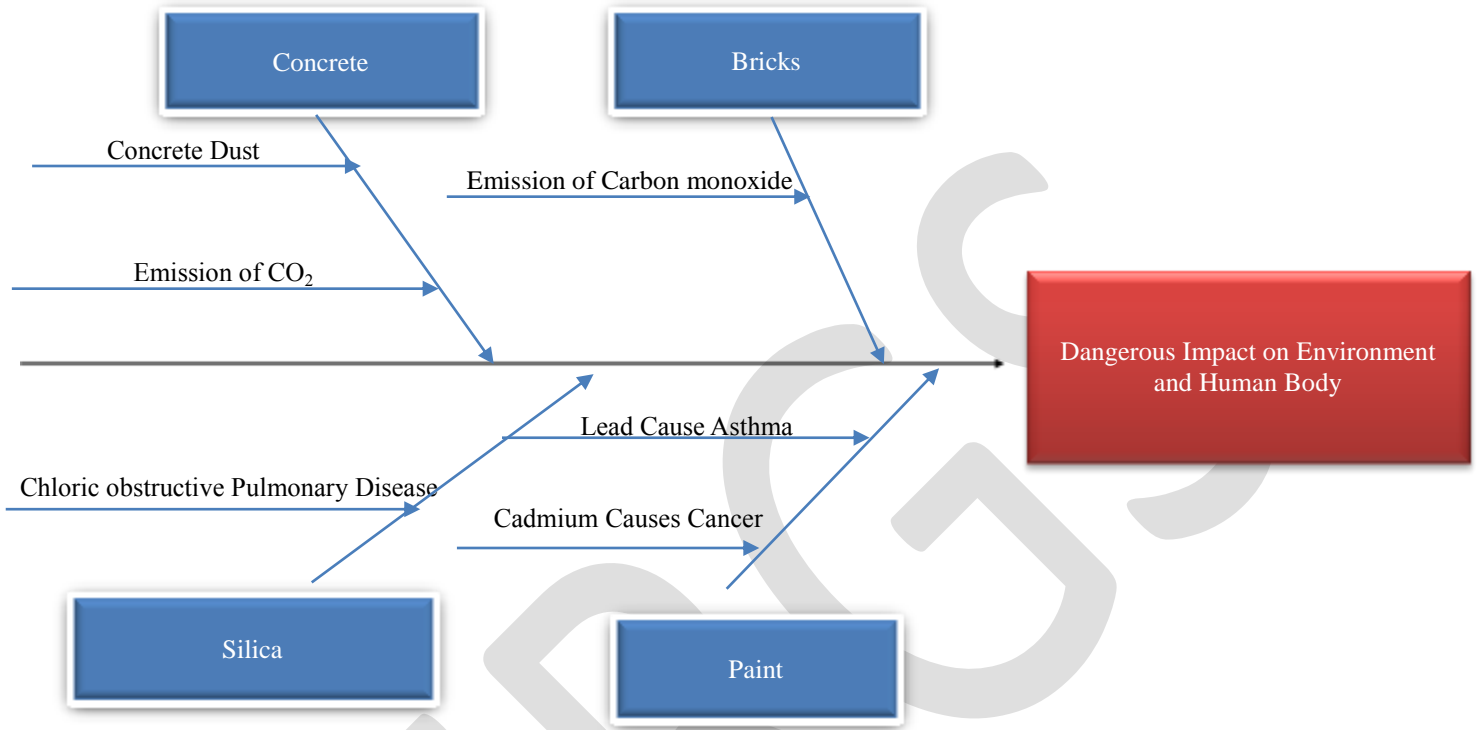 Concrete
Bricks
Concrete Dust
Emission of Carbon monoxide
Emission of CO₂
Dangerous Impact on Environment
and Human Body
Lead Cause Asthma
Chloric obstructive Pulmonary Disease
Cadmium Causes Cancer
Silica
Paint